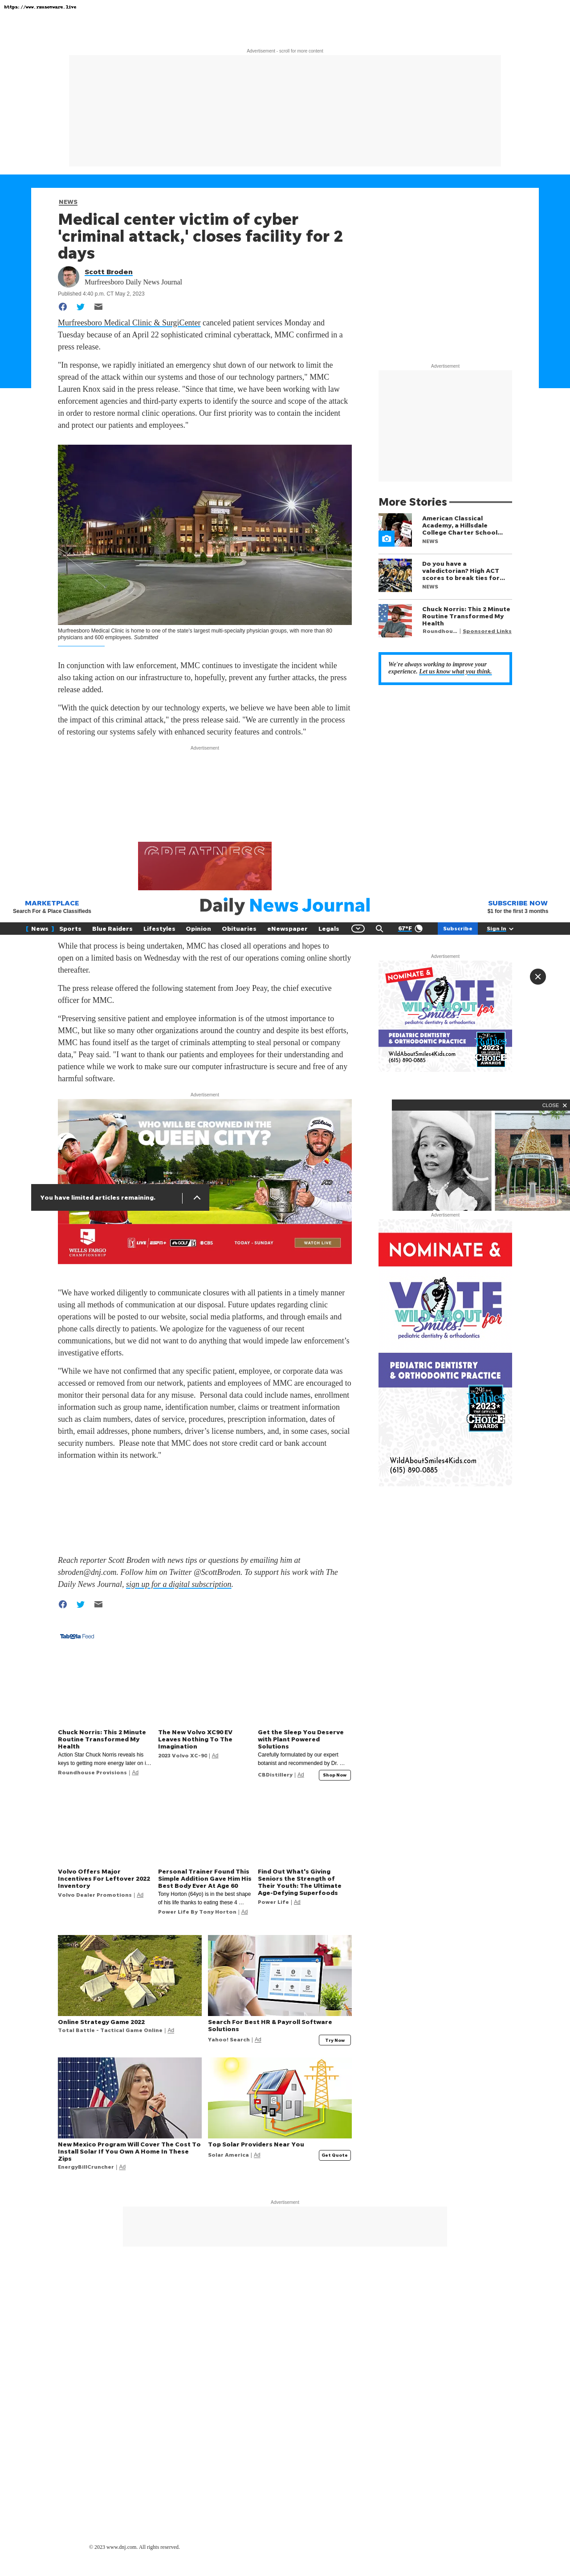 https://www.ransomware.live
Advertisement - scroll for more content
NEWS
Medical center victim of cyber
'criminal attack,' closes facility for 2
days
Scott Broden
Murfreesboro Daily News Journal
Published 4:40 p.m. CT May 2, 2023
Murfreesboro Medical Clinic & SurgiCenter canceled patient services Monday and
Tuesday because of an April 22 sophisticated criminal cyberattack, MMC confirmed in a
press release.
"In response, we rapidly initiated an emergency shut down of our network to limit the
spread of the attack within our systems and those of our technology partners," MMC
Lauren Knox said in the press release. "Since that time, we have been working with law
enforcement agencies and third-party experts to identify the source and scope of the attack
in order to restore normal clinic operations. Our first priority was to contain the incident
and protect our patients and employees."
Murfreesboro Medical Clinic is home to one of the state's largest multi-specialty physician groups, with more than 80
physicians and 600 employees. Submitted
In conjunction with law enforcement, MMC continues to investigate the incident while
also taking action on our infrastructure to, hopefully, prevent any further attacks, the press
release added.
"With the quick detection by our technology experts, we believe we have been able to limit
the impact of this criminal attack," the press release said. "We are currently in the process
of restoring our systems safely with enhanced security features and controls."
Advertisement
Advertisement
More Stories
American Classical
Academy, a Hillsdale
College Charter School...
NEWS
Do you have a
valedictorian? High ACT
scores to break ties for...
NEWS
Chuck Norris: This 2 Minute
Routine Transformed My
Health
Roundhou... | Sponsored Links
We're always working to improve your
experience. Let us know what you think.
GREATNESS
MARKETPLACE
Search For & Place Classifieds
Daily News Journal
SUBSCRIBE NOW
$1 for the first 3 months
News Sports Blue Raiders Lifestyles Opinion Obituaries eNewspaper Legals 67°F Subscribe Sign In
While that process is being undertaken, MMC has closed all operations and hopes to
open on a limited basis on Wednesday with the rest of our operations coming online shortly
thereafter.
The press release offered the following statement from Joey Peay, the chief executive
officer for MMC.
“Preserving sensitive patient and employee information is of the utmost importance to
MMC, but like so many other organizations around the country and despite its best efforts,
MMC has found itself as the target of criminals attempting to steal personal or company
data," Peay said. "I want to thank our patients and employees for their understanding and
patience while we work to make sure our computer infrastructure is secure and free of any
harmful software.
Advertisement
WHO WILL BE CROWNED IN THE
QUEEN CITY?
You have limited articles remaining.
WELLS FARGO
CHAMPIONSHIP
LIVE ESPN+ GOLF CBS
TODAY - SUNDAY
WATCH LIVE
Advertisement
NOMINATE &
VOTE for
WILD ABOUT
Smiles!
pediatric dentistry & orthodontics
PEDIATRIC DENTISTRY
& ORTHODONTIC PRACTICE
Ruthies
2023
CHOICE
AWARDS
WildAboutSmiles4Kids.com
(615) 890-0885
CLOSE
Advertisement
NOMINATE &
VOTE for
WILD ABOUT
Smiles!
pediatric dentistry & orthodontics
PEDIATRIC DENTISTRY
& ORTHODONTIC PRACTICE
Ruthies
2023
CHOICE
AWARDS
WildAboutSmiles4Kids.com
(615) 890-0885
"We have worked diligently to communicate closures with all patients in a timely manner
using all methods of communication at our disposal. Future updates regarding clinic
operations will be posted to our website, social media platforms, and through emails and
phone calls directly to patients. We apologize for the vagueness of our recent
communications, but we did not want to do anything that would impede law enforcement’s
investigative efforts.
"While we have not confirmed that any specific patient, employee, or corporate data was
accessed or removed from our network, patients and employees of MMC are encouraged to
monitor their personal data for any misuse. Personal data could include names, enrollment
information such as group name, identification number, claims or treatment information
such as claim numbers, dates of service, procedures, prescription information, dates of
birth, email addresses, phone numbers, driver’s license numbers, and, in some cases, social
security numbers. Please note that MMC does not store credit card or bank account
information within its network."
Reach reporter Scott Broden with news tips or questions by emailing him at
sbroden@dnj.com. Follow him on Twitter @ScottBroden. To support his work with The
Daily News Journal, sign up for a digital subscription.
Taboola Feed
Chuck Norris: This 2 Minute
Routine Transformed My
Health
Action Star Chuck Norris reveals his
keys to getting more energy later on i...
Roundhouse Provisions | Ad
The New Volvo XC90 EV
Leaves Nothing To The
Imagination
2023 Volvo XC-90 | Ad
Get the Sleep You Deserve
with Plant Powered
Solutions
Carefully formulated by our expert
botanist and recommended by Dr. ...
CBDistillery | Ad
Shop Now
Volvo Offers Major
Incentives For Leftover 2022
Inventory
Volvo Dealer Promotions | Ad
Personal Trainer Found This
Simple Addition Gave Him His
Best Body Ever At Age 60
Tony Horton (64yo) is in the best shape
of his life thanks to eating these 4 ...
Power Life By Tony Horton | Ad
Find Out What's Giving
Seniors the Strength of
Their Youth: The Ultimate
Age-Defying Superfoods
Power Life | Ad
Online Strategy Game 2022
Total Battle - Tactical Game Online | Ad
Search For Best HR & Payroll Software
Solutions
Yahoo! Search | Ad
Try Now
New Mexico Program Will Cover The Cost To
Install Solar If You Own A Home In These
Zips
EnergyBillCruncher | Ad
Top Solar Providers Near You
Solar America | Ad
Get Quote
Advertisement
© 2023 www.dnj.com. All rights reserved.